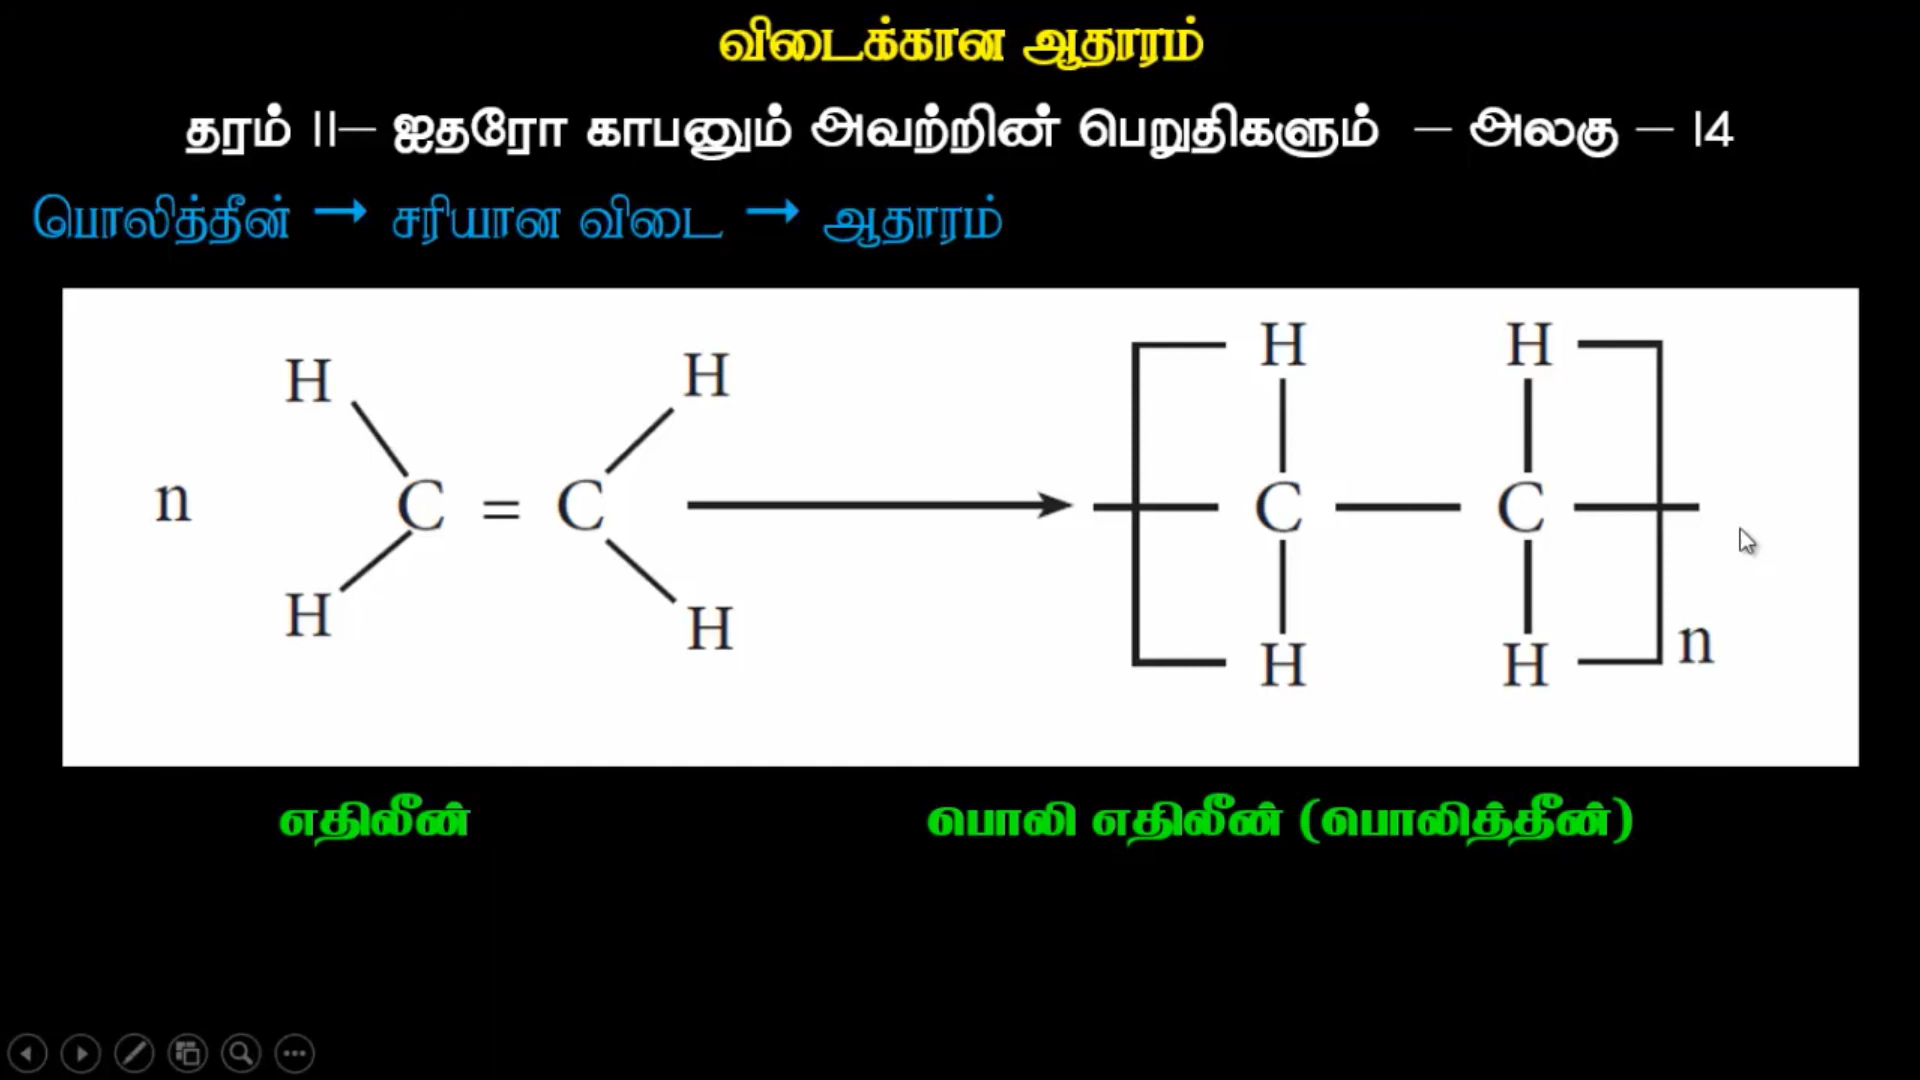 விடைக்கான ஆதாரம்
தரம் 11– ஐதரோ காபனும் அவற்றின் பெறுதிகளும் – அலகு – 14
பொலித்தீன் → சரியான விடை → ஆதாரம்
H H H H
n C = C → C — C
H H H H n
எதிலீன் பொலி எதிலீன் (பொலித்தீன்)